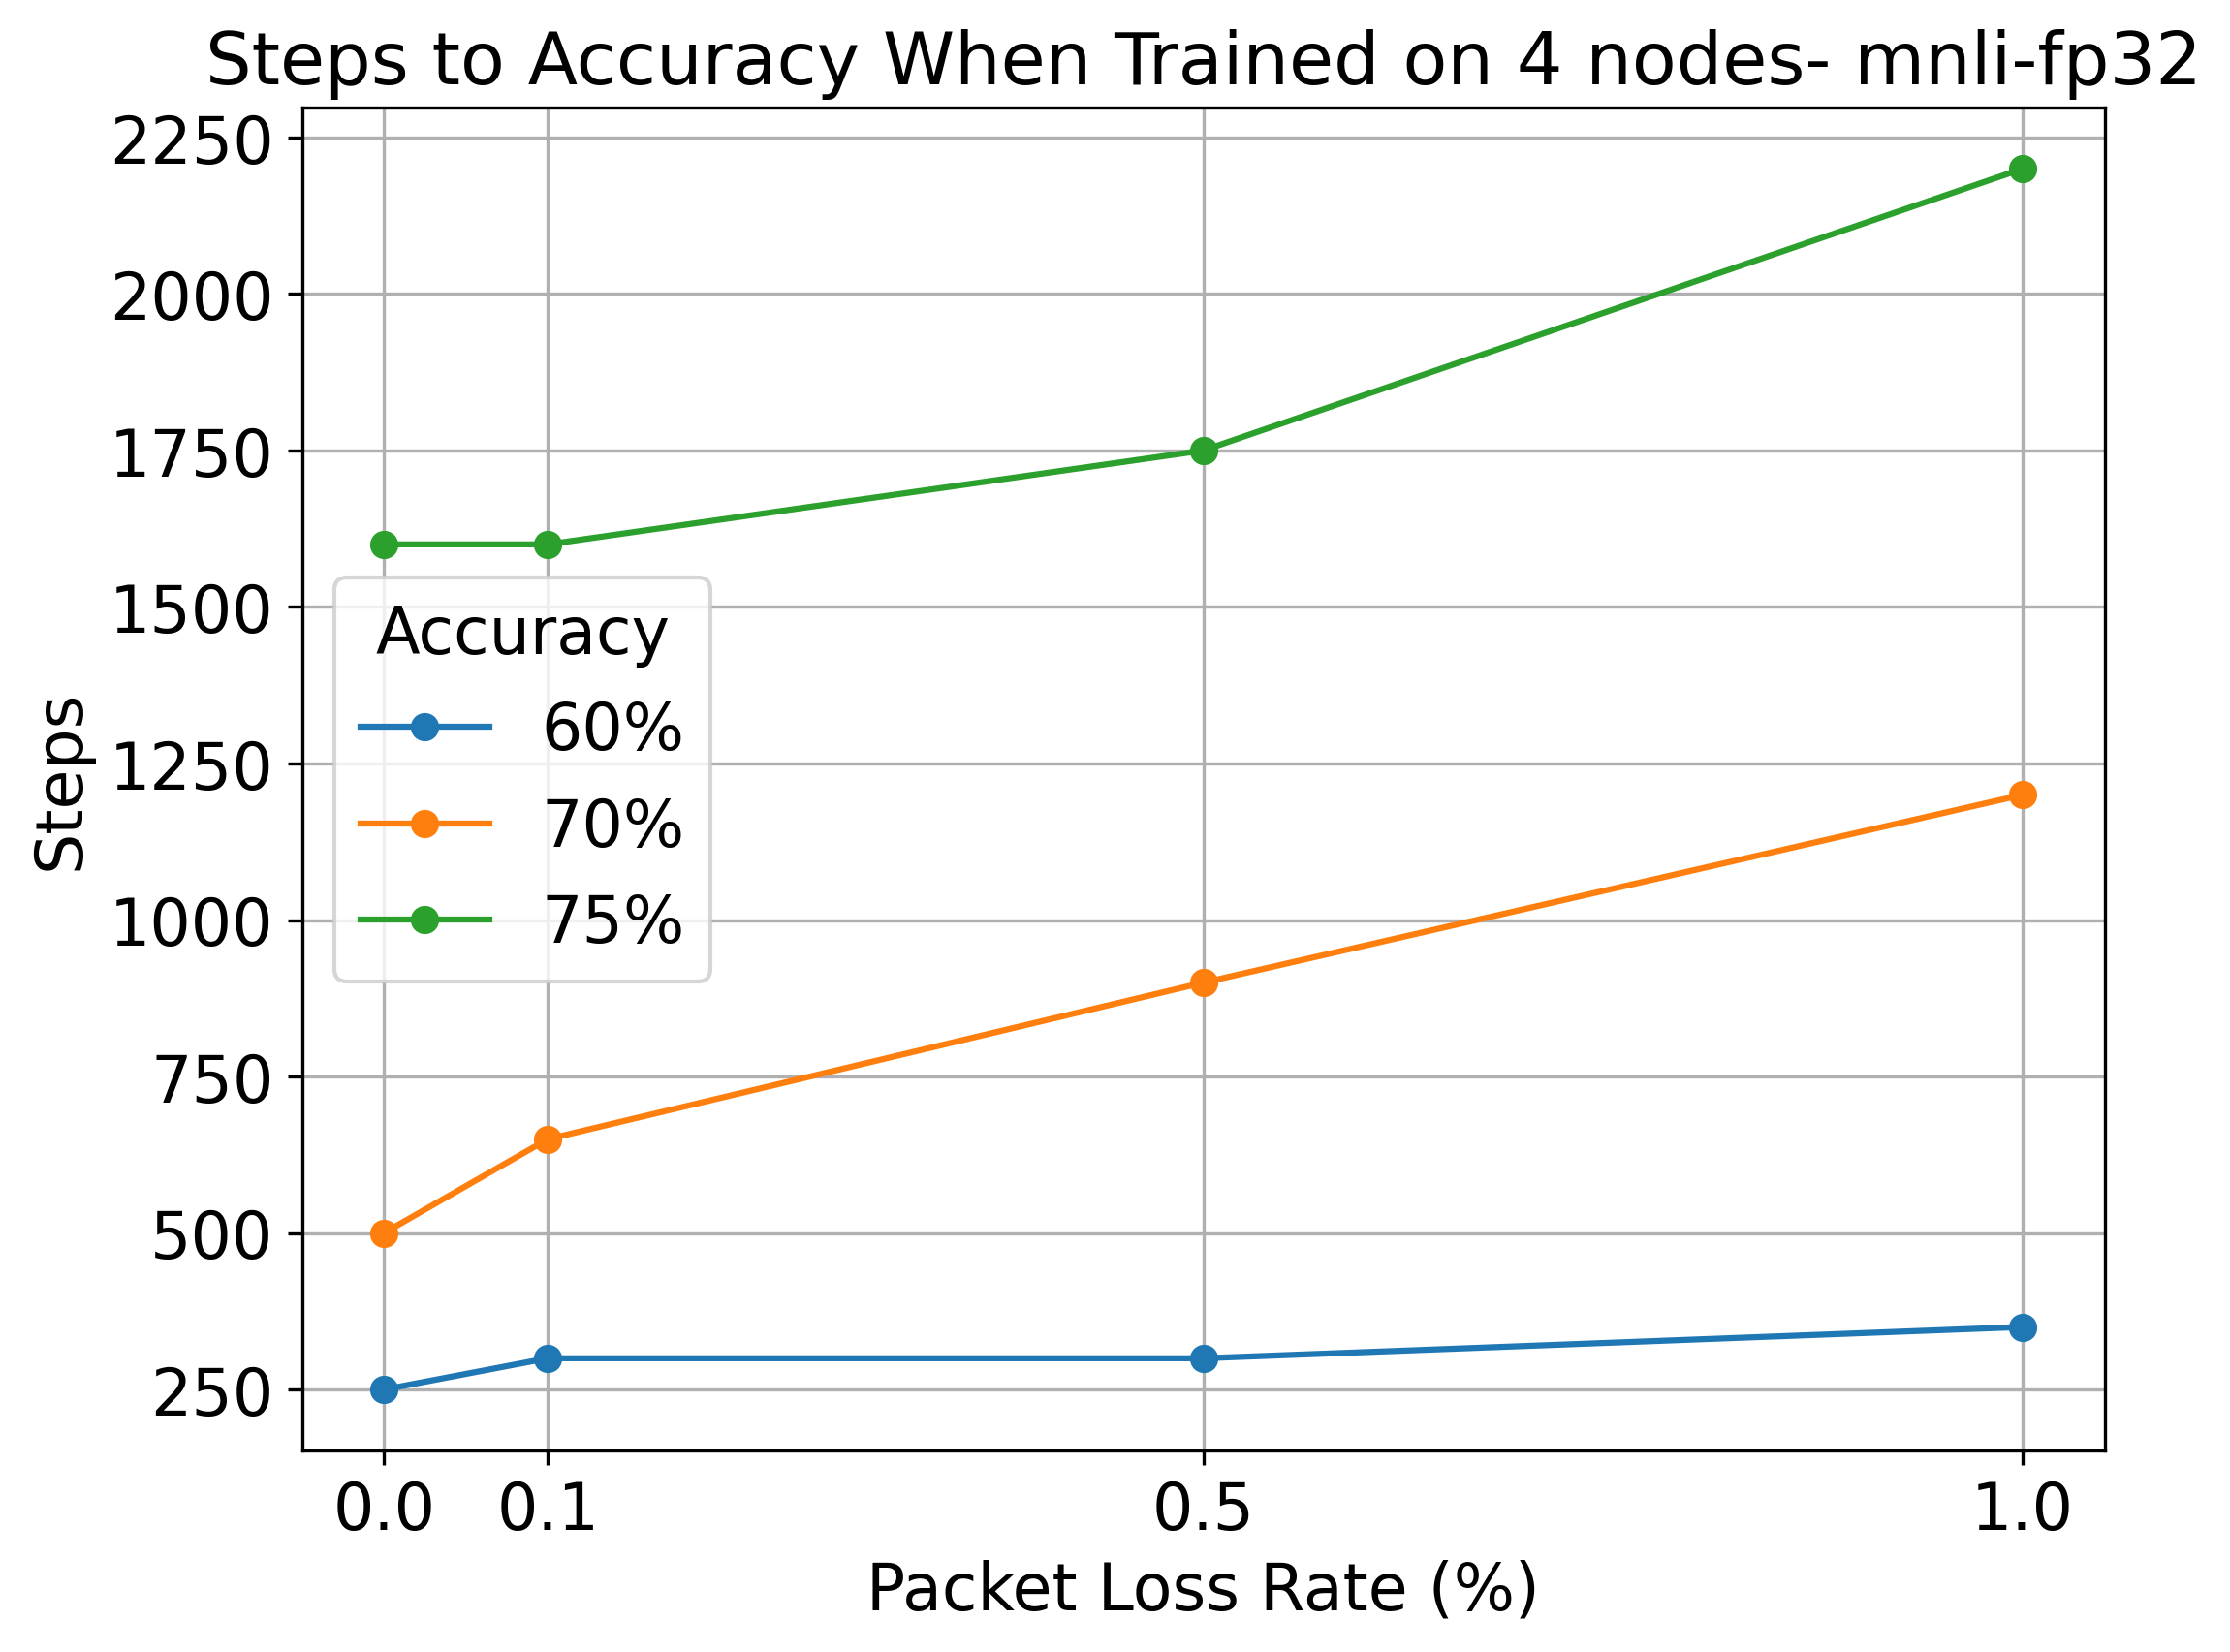 Steps to Accuracy When Trained on 4 nodes- mnli-fp32
2250
2000
1750
1500
1250
1000
750
500
250
Steps
Accuracy
60%
70%
75%
0.0 0.1 0.5 1.0
Packet Loss Rate (%)